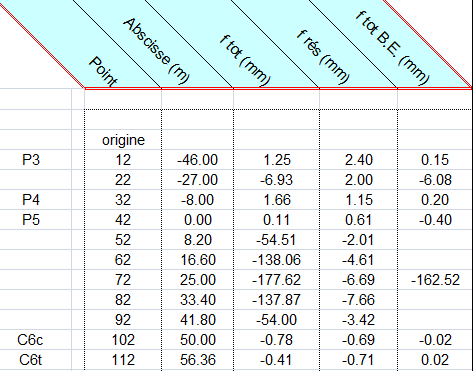 Point Abscisse (m) f tot (mm) f rés (mm) f tot B.E. (mm)
origine
P3 12 -46.00 1.25 2.40 0.15
22 -27.00 -6.93 2.00 -6.08
P4 32 -8.00 1.66 1.15 0.20
P5 42 0.00 0.11 0.61 -0.40
52 8.20 -54.51 -2.01
62 16.60 -138.06 -4.61
72 25.00 -177.62 -6.69 -162.52
82 33.40 -137.87 -7.66
92 41.80 -54.00 -3.42
C6c 102 50.00 -0.78 -0.69 -0.02
C6t 112 56.36 -0.41 -0.71 0.02